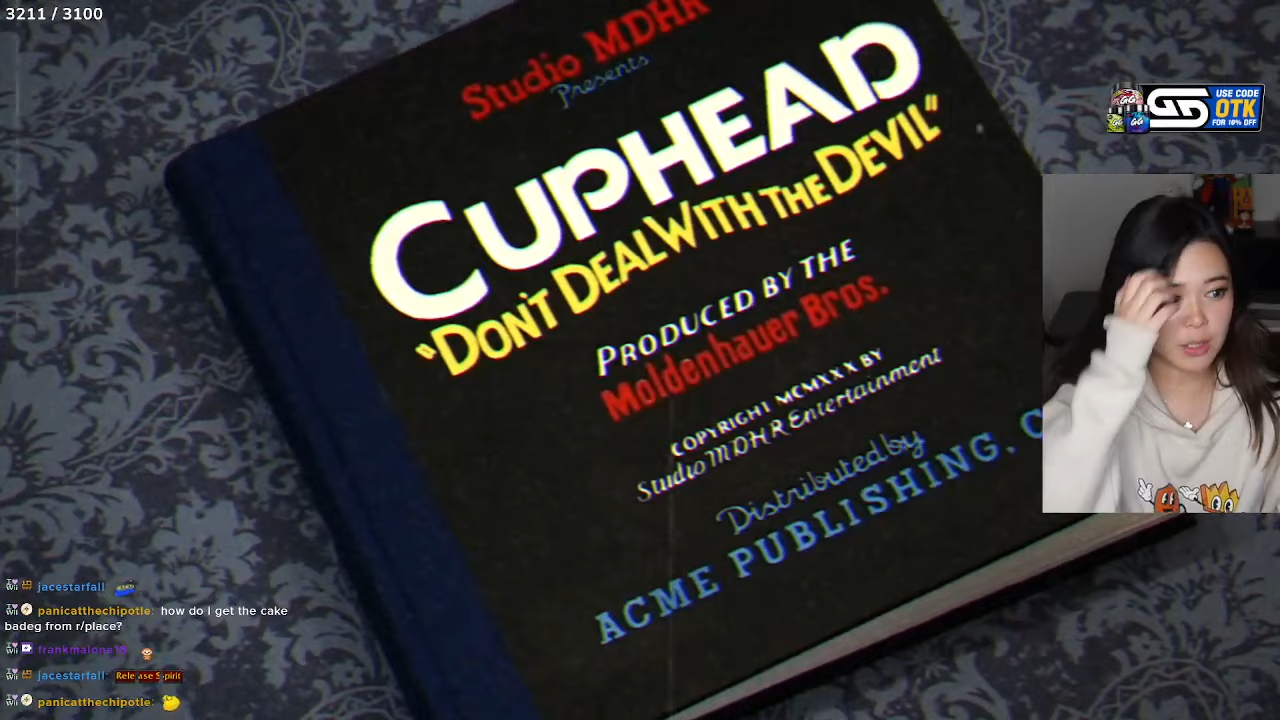 3211 / 3100
Studio MDHR
Presents
CUPHEAD
"DON'T DEAL WITH THE DEVIL"
PRODUCED BY THE
Moldenhauer Bros.
COPYRIGHT MCMXXX BY
Studio MDHR Entertainment
Distributed by
ACME PUBLISHING. C
GG
USE CODE
OTK
FOR 10% OFF
jacestarfall
panicatthechipotle: how do I get the cake
badeg from r/place?
frankmalone18
jacestarfall: Release Spirit
panicatthechipotle: